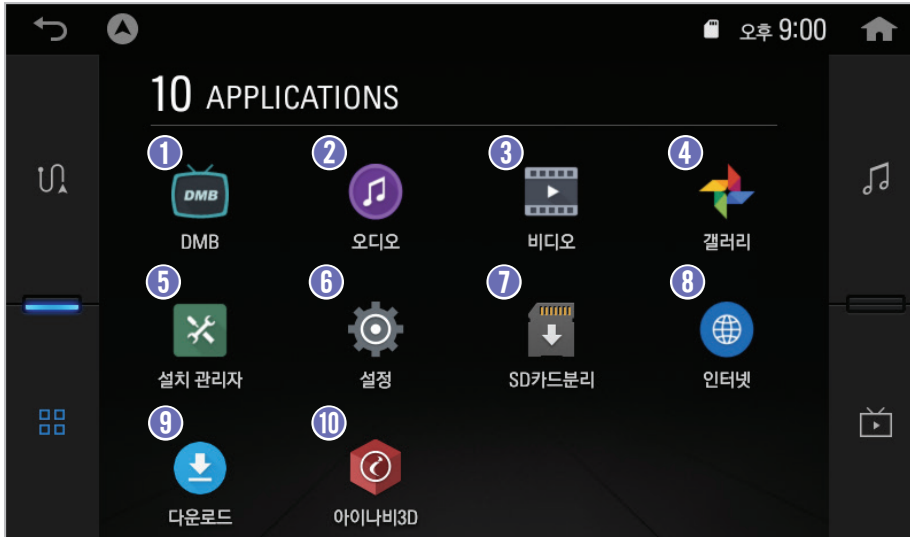 오후 9:00
10 APPLICATIONS
1 2 3 4
DMB
DMB 오디오 비디오 갤러리
5 6 7 8
설치 관리자 설정 SD카드분리 인터넷
9 10
다운로드 아이나비3D